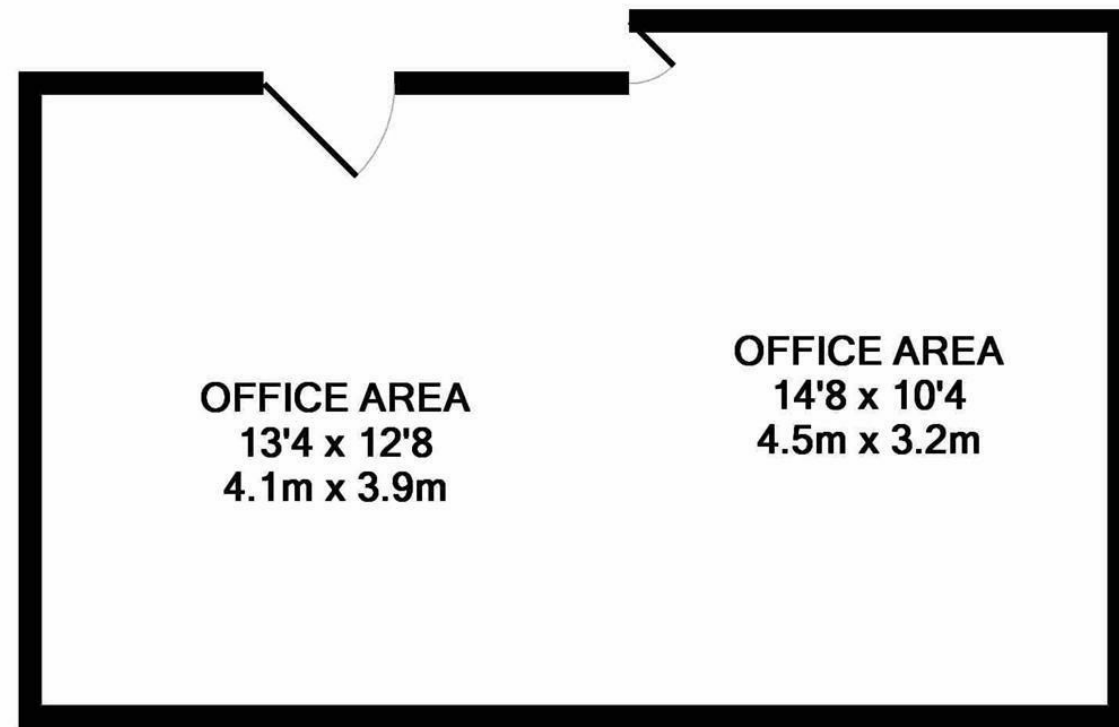 OFFICE AREA
13'4 x 12'8
4.1m x 3.9m
OFFICE AREA
14'8 x 10'4
4.5m x 3.2m